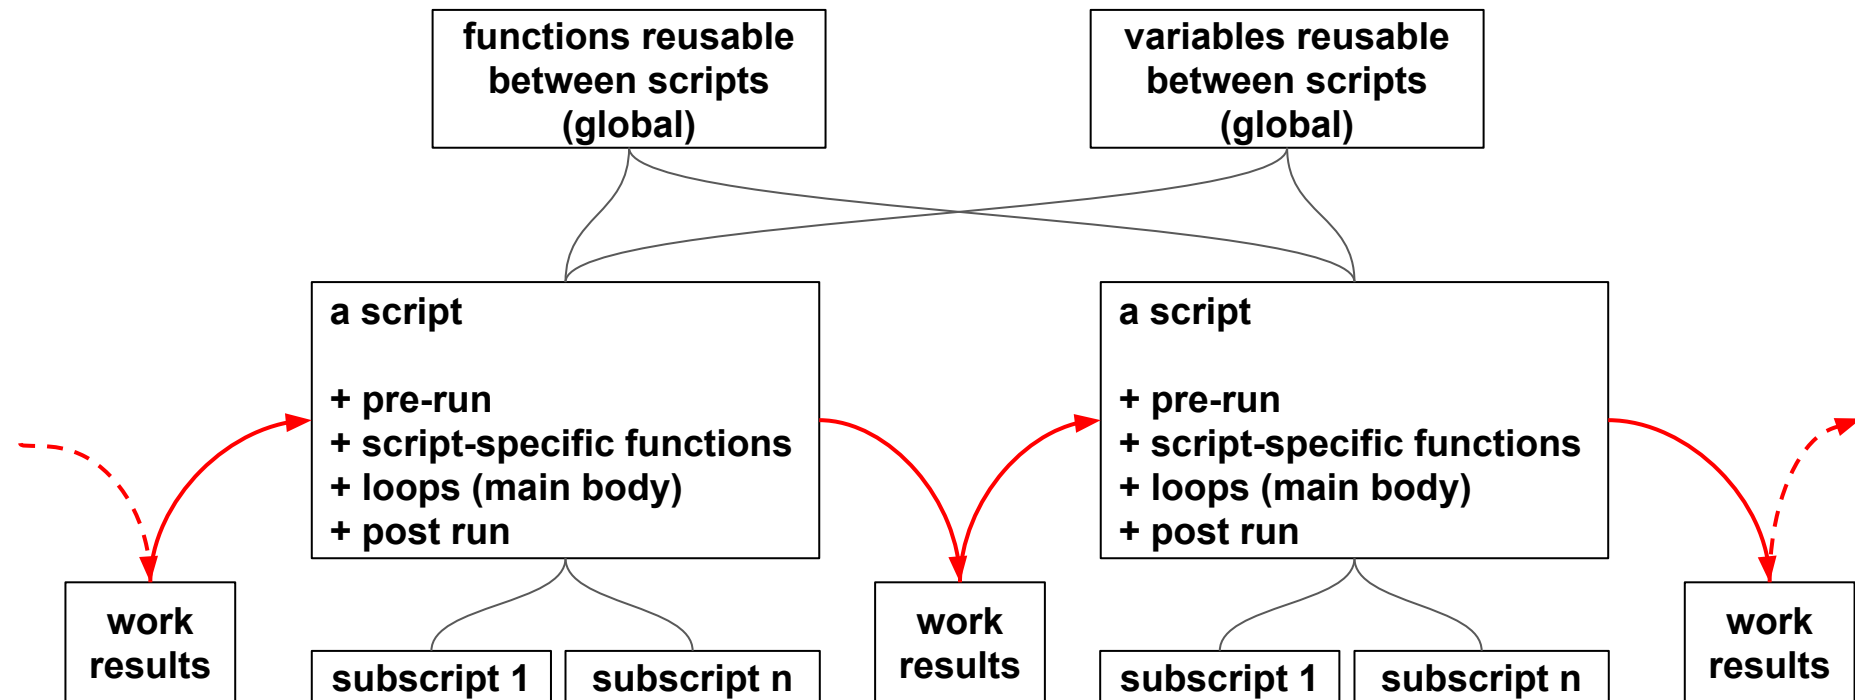 functions reusable
between scripts
(global)
variables reusable
between scripts
(global)
a script
+ pre-run
+ script-specific functions
+ loops (main body)
+ post run
a script
+ pre-run
+ script-specific functions
+ loops (main body)
+ post run
work
results
subscript 1
subscript n
work
results
subscript 1
subscript n
work
results